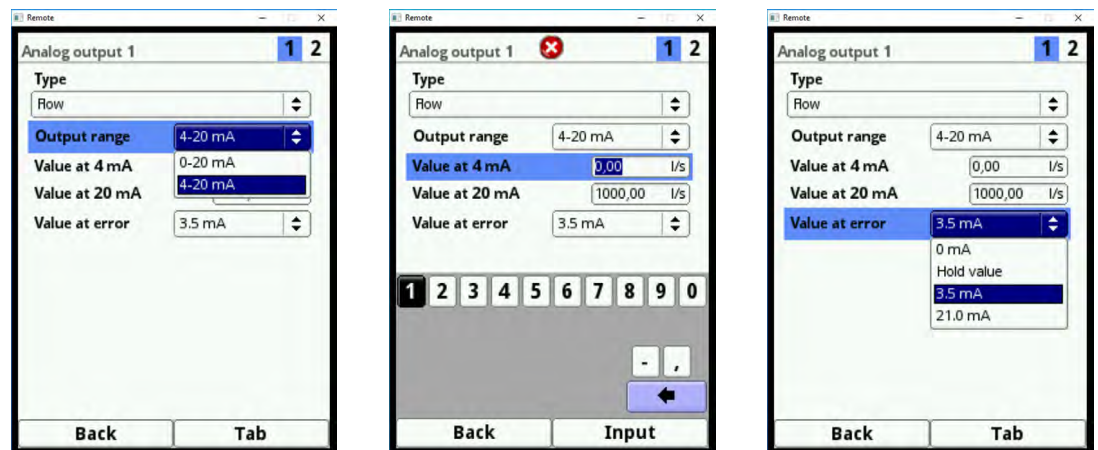 Remote
Analog output 1 1 2
Type
Flow
Output range 4-20 mA
0-20 mA
Value at 4 mA
4-20 mA
Value at 20 mA
Value at error 3.5 mA
Back Tab
Remote
Analog output 1 1 2
Type
Flow
Output range 4-20 mA
Value at 4 mA 0,00 l/s
Value at 20 mA 1000,00 l/s
Value at error 3.5 mA
1 2 3 4 5 6 7 8 9 0
- ,
Back Input
Remote
Analog output 1 1 2
Type
Flow
Output range 4-20 mA
Value at 4 mA 0,00 l/s
Value at 20 mA 1000,00 l/s
Value at error 3.5 mA
0 mA
Hold value
3.5 mA
21.0 mA
Back Tab